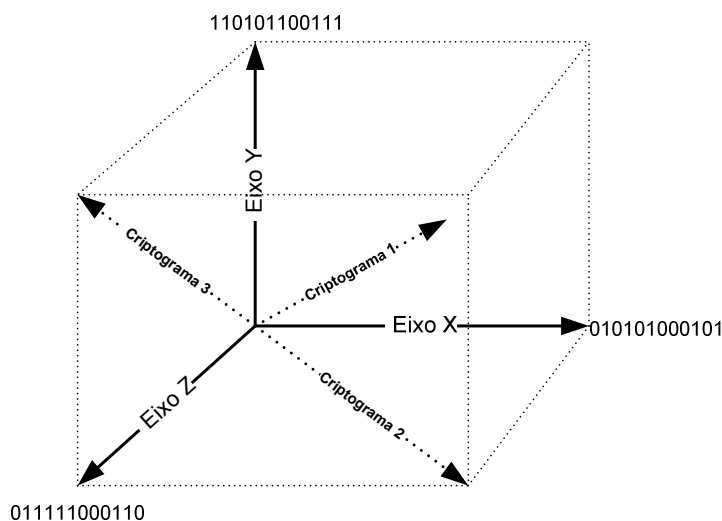 110101100111
Eixo Y
Criptograma 3
Criptograma 1
Eixo X
010101000101
Eixo Z
Criptograma 2
011111000110